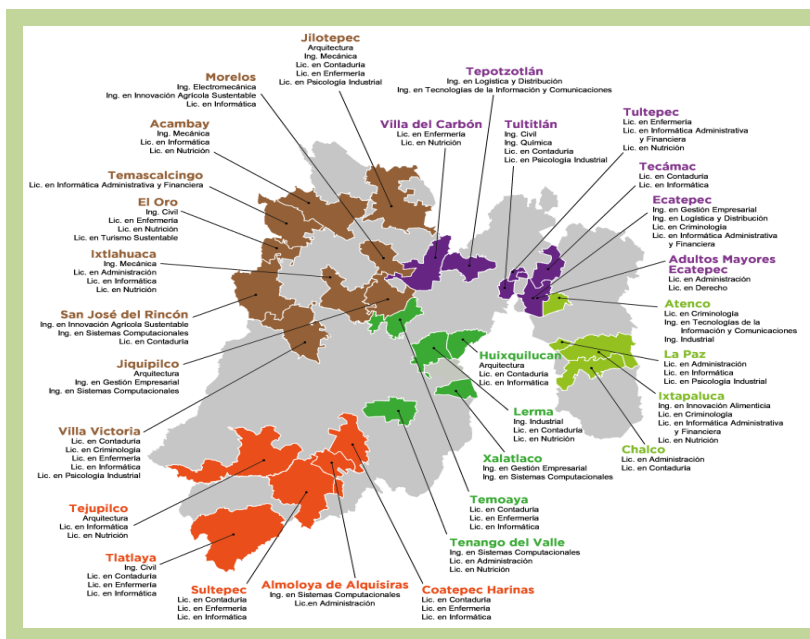 Jilotepec
Arquitectura
Ing. Mecánica
Lic. en Contaduría
Lic. en Enfermería
Lic. en Psicología Industrial
Morelos
Ing. Electromecánica
Ing. en Innovación Agrícola Sustentable
Lic. en Informática
Acambay
Ing. Mecánica
Lic. en Informática
Lic. en Nutrición
Temascalcingo
Lic. en Informática Administrativa y Financiera
El Oro
Ing. Civil
Lic. en Enfermería
Lic. en Nutrición
Lic. en Turismo Sustentable
Ixtlahuaca
Ing. Mecánica
Lic. en Administración
Lic. en Informática
Lic. en Nutrición
San José del Rincón
Ing. en Innovación Agrícola Sustentable
Ing. en Sistemas Computacionales
Lic. en Contaduría
Jiquipilco
Arquitectura
Ing. en Gestión Empresarial
Ing. en Sistemas Computacionales
Villa Victoria
Lic. en Contaduría
Lic. en Criminología
Lic. en Enfermería
Lic. en Informática
Lic. en Psicología Industrial
Tejupilco
Arquitectura
Lic. en Informática
Lic. en Nutrición
Tlatlaya
Ing. Civil
Lic. en Contaduría
Lic. en Enfermería
Lic. en Informática
Sultepec
Lic. en Contaduría
Lic. en Enfermería
Lic. en Informática
Almoloya de Alquisiras
Ing. en Sistemas Computacionales
Lic.en Administración
Coatepec Harinas
Lic. en Contaduría
Lic. en Enfermería
Lic. en Informática
Tepotzotlán
Ing. en Logística y Distribución
Ing. en Tecnologías de la Información y Comunicaciones
Villa del Carbón
Lic. en Enfermería
Lic. en Nutrición
Tultitlán
Ing. Civil
Ing. Química
Lic. en Contaduría
Lic. en Psicología Industrial
Tultepec
Lic. en Enfermería
Lic. en Informática Administrativa
y Financiera
Lic. en Nutrición
Tecámac
Lic. en Contaduría
Lic. en Informática
Ecatepec
Ing. en Gestión Empresarial
Ing. en Logística y Distribución
Lic. en Criminología
Lic. en Informática Administrativa
y Financiera
Adultos Mayores
Ecatepec
Lic. en Administración
Lic. en Derecho
Atenco
Lic. en Criminología
Ing. en Tecnologías de la
Información y Comunicaciones
Ing. Industrial
La Paz
Lic. en Administración
Lic. en Informática
Lic. en Psicología Industrial
Ixtapaluca
Ing. en Innovación Alimenticia
Lic. en Criminología
Lic. en Informática Administrativa
y Financiera
Lic. en Nutrición
Chalco
Lic. en Administración
Lic. en Contaduría
Huixquilucan
Arquitectura
Lic. en Contaduría
Lic. en Informática
Lerma
Ing. Industrial
Lic. en Contaduría
Lic. en Nutrición
Xalatlaco
Ing. en Gestión Empresarial
Ing. en Sistemas Computacionales
Temoaya
Lic. en Contaduría
Lic. en Enfermería
Lic. en Informática
Tenango del Valle
Ing. en Sistemas Computacionales
Lic. en Administración
Lic. en Nutrición